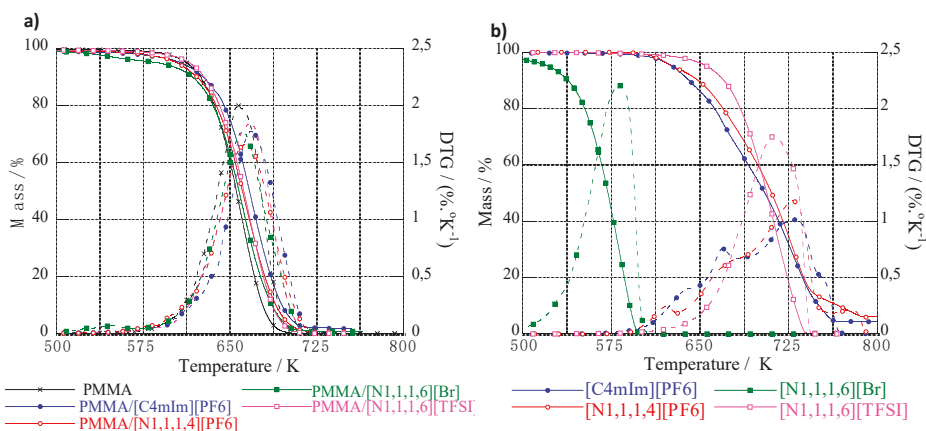 a)
100
80
60
40
20
0
Mass / %
2,5
2
1,5
1
0,5
0
DTG / (%.°K⁻¹)
500 575 650 725 800
Temperature / K
PMMA
PMMA/[C4mIm][PF6]
PMMA/[N1,1,1,4][PF6]
PMMA/[N1,1,1,6][Br]
PMMA/[N1,1,1,6][TFSI]
b)
100
80
60
40
20
0
Mass / %
2,5
2
1,5
1
0,5
0
DTG / (%.°K⁻¹)
500 575 650 725 800
Temperature / K
[C4mIm][PF6]
[N1,1,1,4][PF6]
[N1,1,1,6][Br]
[N1,1,1,6][TFSI]